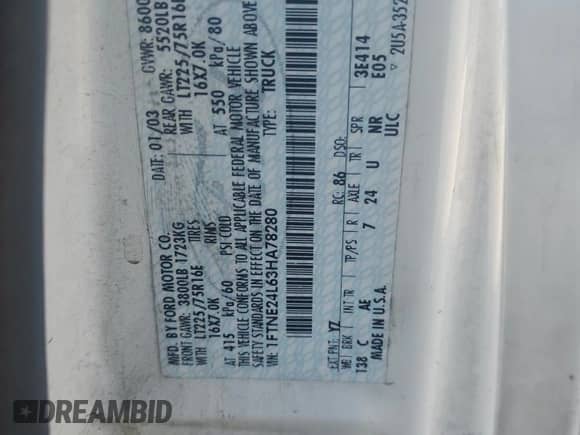 MFD. BY FORD MOTOR CO.
DATE: 01/03 GVWR: 8600
FRONT GAWR: 3800LB 1723KG REAR GAWR: 5520LB
WITH LT225/75R16E TIRES WITH LT225/75R16
16X7.0K RIMS 16X7.0K
AT 415 kPa/60 PSI COLD AT 550 kPa/80
THIS VEHICLE CONFORMS TO ALL APPLICABLE FEDERAL MOTOR VEHICLE
SAFETY STANDARDS IN EFFECT ON THE DATE OF MANUFACTURE SHOWN ABOVE
VIN: 1FTNE24L63HA78280 TYPE: TRUCK
EXT PNT: YZ RC: 86 DSO:
WB BRK INT TR TP/PS R AXLE TR SPR
138 C AE 7 24 U NR 3E414
E05
MADE IN U.S.A. ULC
2U5A-352
DREAMBID